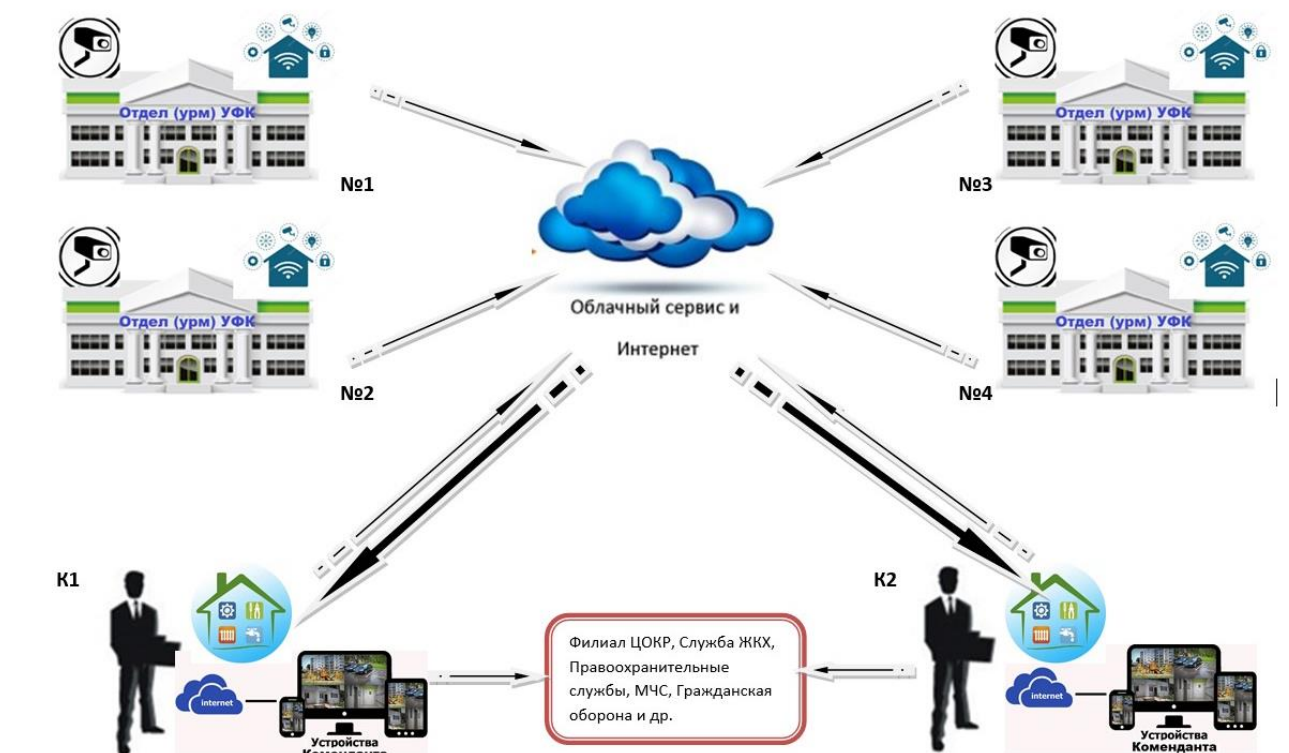 Отдел (урм) УФК
№1
Отдел (урм) УФК
№3
Отдел (урм) УФК
№2
Отдел (урм) УФК
№4
Облачный сервис и
Интернет
К1
internet
Устройства
Коменданта
Филиал ЦОКР, Служба ЖКХ,
Правоохранительные
службы, МЧС, Гражданская
оборона и др.
К2
internet
Устройства
Коменданта